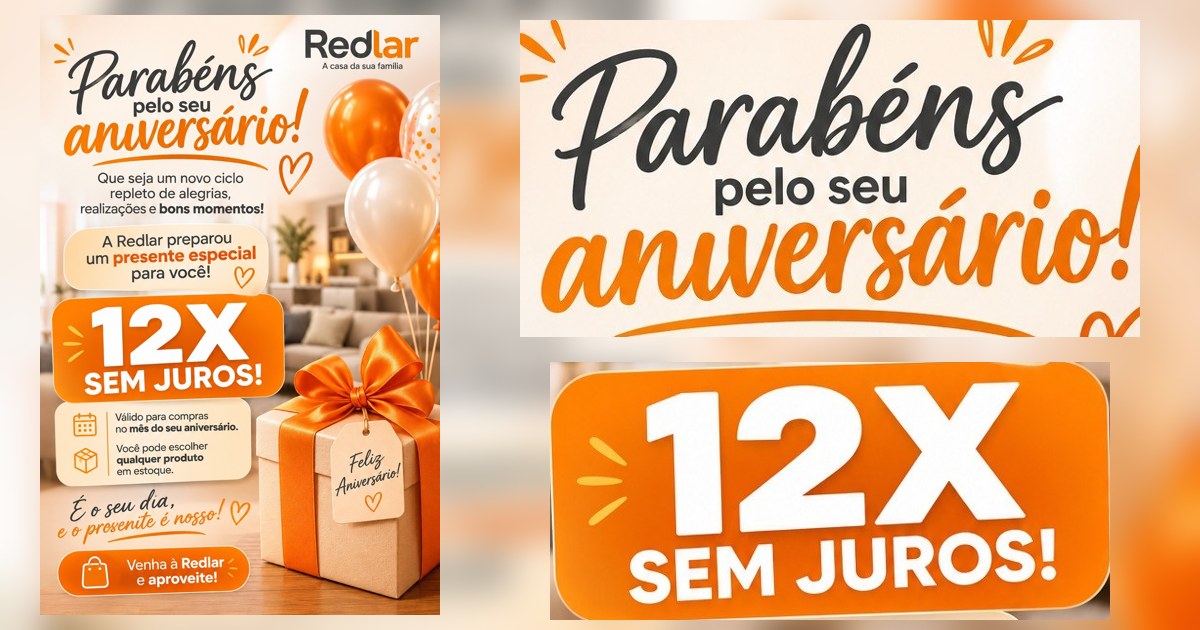 Redlar
A casa da sua família
Parabéns
pelo seu
aniversário!
Que seja um novo ciclo
repleto de alegrias,
realizações e bons momentos!
A Redlar preparou
um presente especial
para você!
12X
SEM JUROS!
Válido para compras
no mês do seu aniversário.
Você pode escolher
qualquer produto
em estoque.
Feliz
Aniversário!
É o seu dia,
e o prosenite é nosso!
Venha à Redlar
e aproveite!
Parabéns
pelo seu
aniversário!
12X
SEM JUROS!